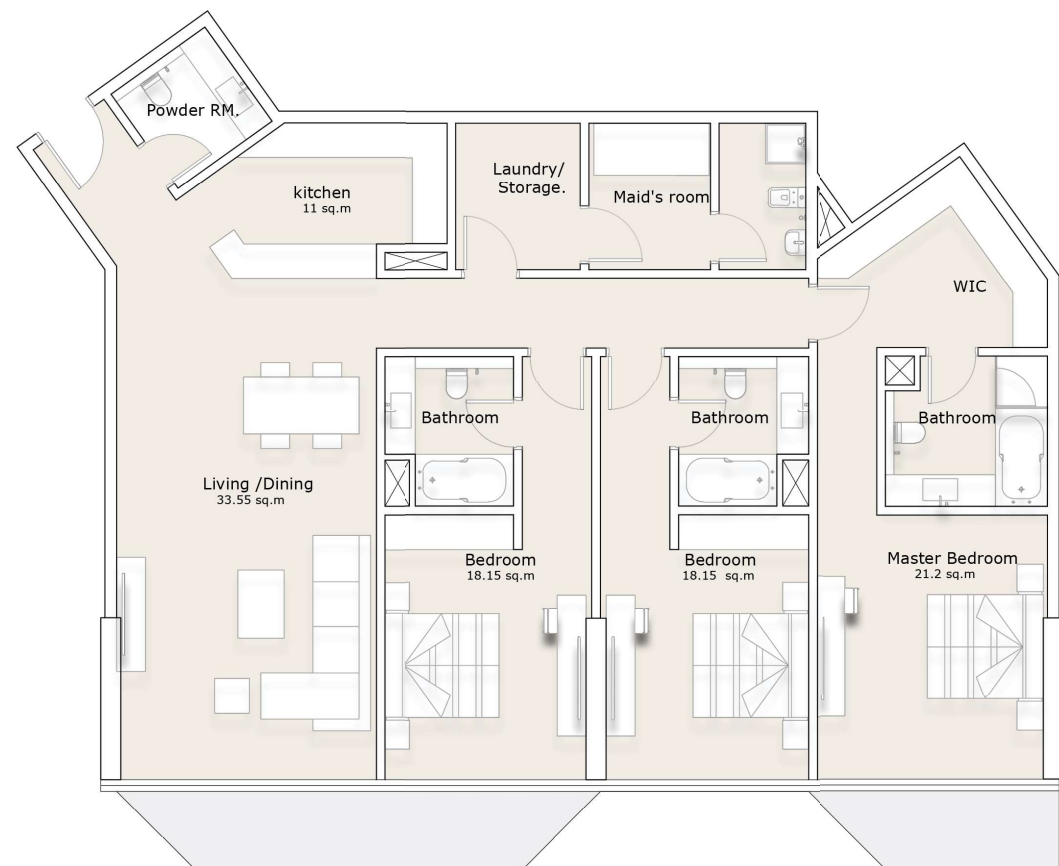 Powder RM.
kitchen
11 sq.m
Laundry/
Storage.
Maid's room
WIC
Bathroom
Bathroom
Bathroom
Living /Dining
33.55 sq.m
Bedroom
18.15 sq.m
Bedroom
18.15 sq.m
Master Bedroom
21.2 sq.m